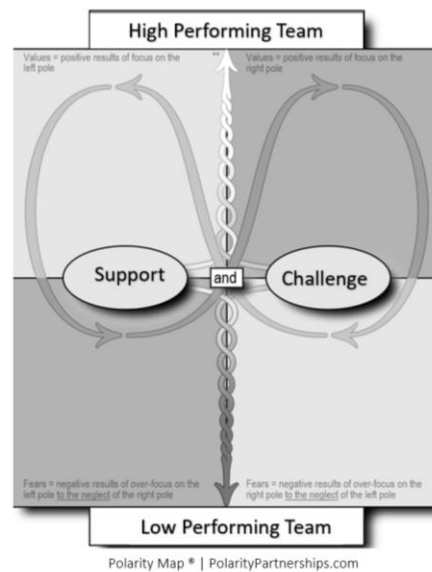 High Performing Team
Values = positive results of focus on the
left pole
Values = positive results of focus on the
right pole
Support
and
Challenge
Fears = negative results of over-focus on the
left pole to the neglect of the right pole
Fears = negative results of over-focus on the
right pole to the neglect of the left pole
Low Performing Team
Polarity Map ® | PolarityPartnerships.com